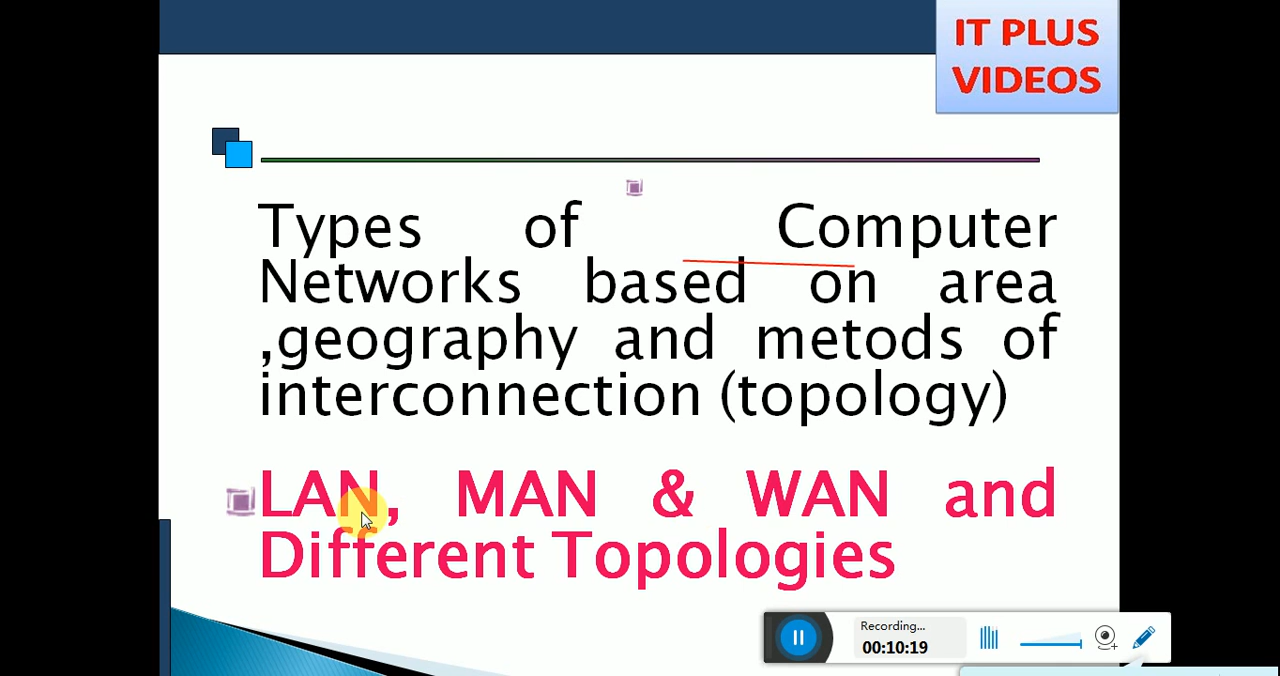 IT PLUS
VIDEOS
Types of Computer
Networks based on area
,geography and metods of
interconnection (topology)
LAN, MAN & WAN and
Different Topologies
Recording...
00:10:19